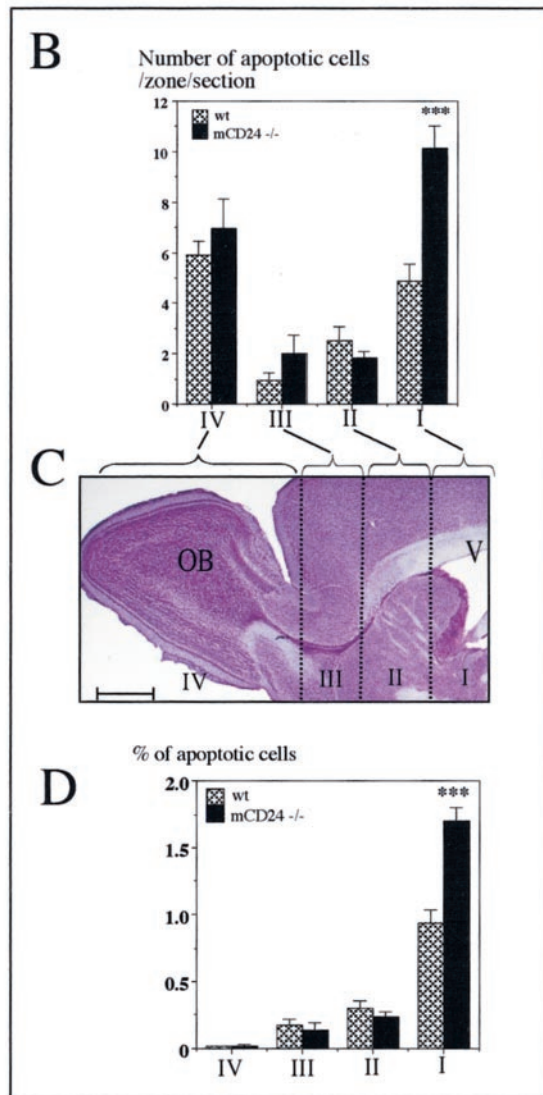 B
Number of apoptotic cells
/zone/section
12
10
8
6
4
2
0
wt
mCD24 -/-
***
IV III II I
C
OB
V
IV III II I
% of apoptotic cells
D
2.0
1.5
1.0
0.5
0
wt
mCD24 -/-
***
IV III II I